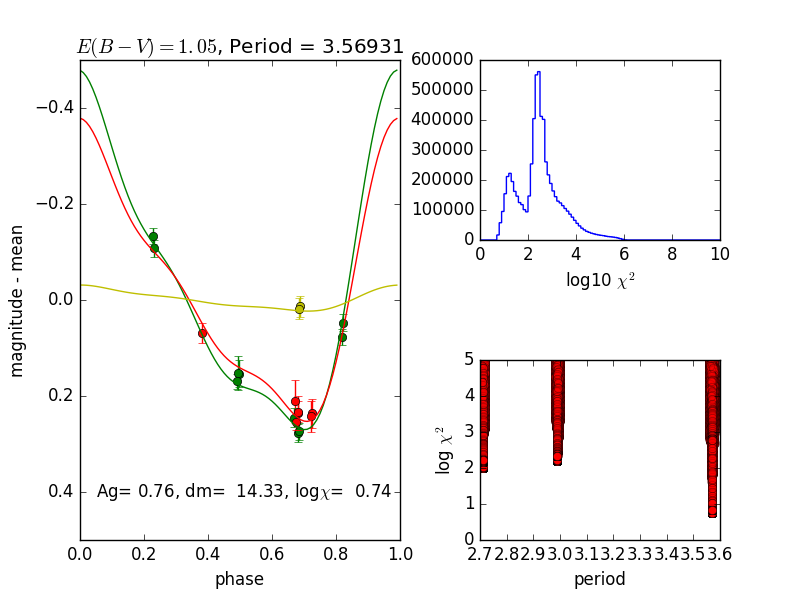 E(B−V)=1.05, Period = 3.56931
−0.4
−0.2
0.0
0.2
0.4
magnitude - mean
Ag= 0.76, dm= 14.33, logχ= 0.74
0.0 0.2 0.4 0.6 0.8 1.0
phase
600000
500000
400000
300000
200000
100000
0
0 2 4 6 8 10
log10 χ²
5
4
3
2
1
0
log χ²
2.7 2.8 2.9 3.0 3.1 3.2 3.3 3.4 3.5 3.6
period